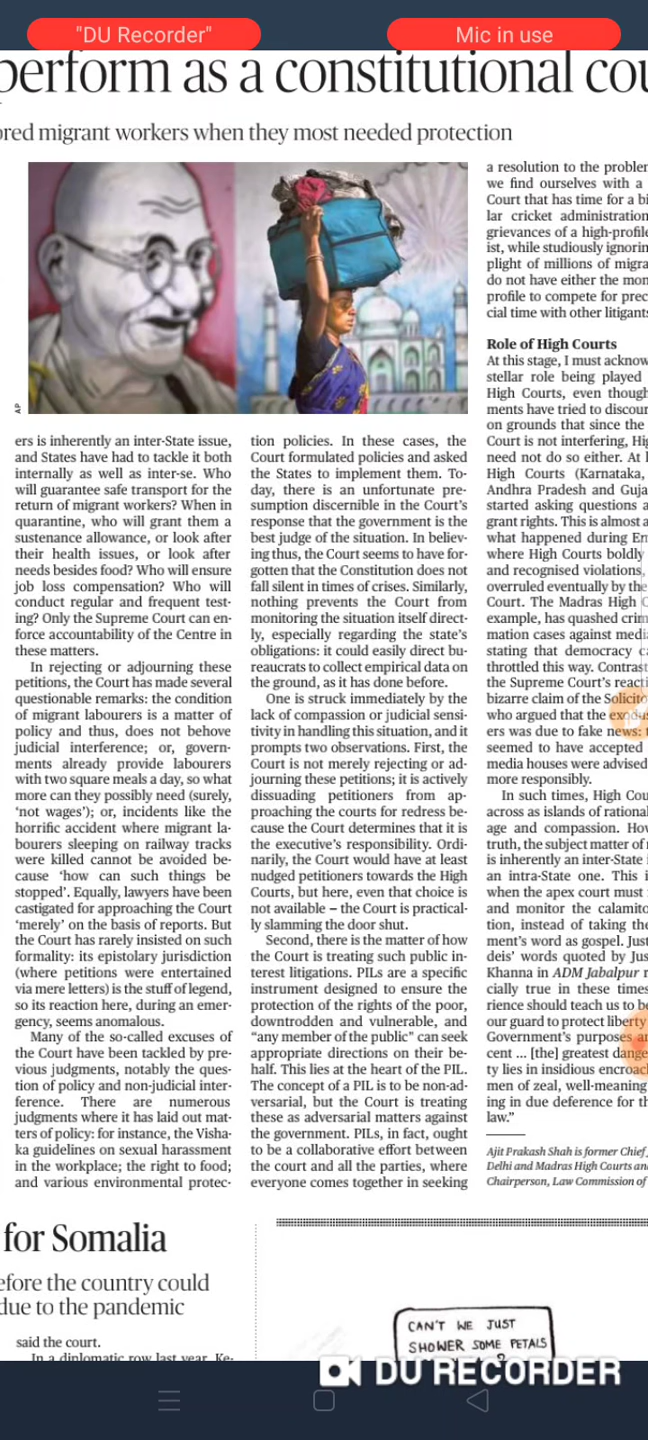 "DU Recorder"
Mic in use
perform as a constitutional
ored migrant workers when they most needed protection
AP
ers is inherently an inter-State issue,
and States have had to tackle it both
internally as well as inter-se. Who
will guarantee safe transport for the
return of migrant workers? When in
quarantine, who will grant them a
sustenance allowance, or look after
their health issues, or look after
needs besides food? Who will ensure
job loss compensation? Who will
conduct regular and frequent test-
ing? Only the Supreme Court can en-
force accountability of the Centre in
these matters.
In rejecting or adjourning these
petitions, the Court has made several
questionable remarks: the condition
of migrant labourers is a matter of
policy and thus, does not behove
judicial interference; or, govern-
ments already provide labourers
with two square meals a day, so what
more can they possibly need (surely,
‘not wages’); or, incidents like the
horrific accident where migrant la-
bourers sleeping on railway tracks
were killed cannot be avoided be-
cause ‘how can such things be
stopped’. Equally, lawyers have been
castigated for approaching the Court
‘merely’ on the basis of reports. But
the Court has rarely insisted on such
formality: its epistolary jurisdiction
(where petitions were entertained
via mere letters) is the stuff of legend,
so its reaction here, during an emer-
gency, seems anomalous.
Many of the so-called excuses of
the Court have been tackled by pre-
vious judgments, notably the ques-
tion of policy and non-judicial inter-
ference. There are numerous
judgments where it has laid out mat-
ters of policy: for instance, the Visha-
ka guidelines on sexual harassment
in the workplace; the right to food;
and various environmental protec-
tion policies. In these cases, the
Court formulated policies and asked
the States to implement them. To-
day, there is an unfortunate pre-
sumption discernible in the Court’s
response that the government is the
best judge of the situation. In believ-
ing thus, the Court seems to have for-
gotten that the Constitution does not
fall silent in times of crises. Similarly,
nothing prevents the Court from
monitoring the situation itself direct-
ly, especially regarding the state’s
obligations: it could easily direct bu-
reaucrats to collect empirical data on
the ground, as it has done before.
One is struck immediately by the
lack of compassion or judicial sensi-
tivity in handling this situation, and it
prompts two observations. First, the
Court is not merely rejecting or ad-
journing these petitions; it is actively
dissuading petitioners from ap-
proaching the courts for redress be-
cause the Court determines that it is
the executive’s responsibility. Ordi-
narily, the Court would have at least
nudged petitioners towards the High
Courts, but here, even that choice is
not available – the Court is practical-
ly slamming the door shut.
Second, there is the matter of how
the Court is treating such public in-
terest litigations. PILs are a specific
instrument designed to ensure the
protection of the rights of the poor,
downtrodden and vulnerable, and
“any member of the public” can seek
appropriate directions on their be-
half. This lies at the heart of the PIL.
The concept of a PIL is to be non-ad-
versarial, but the Court is treating
these as adversarial matters against
the government. PILs, in fact, ought
to be a collaborative effort between
the court and all the parties, where
everyone comes together in seeking
a resolution to the
we find ourselves with a
Court that has time for a
lar cricket administration
grievances of a high-profile
ist, while studiously
plight of millions of
do not have either the
profile to compete for
cial time with other
Role of High Courts
At this stage, I must
stellar role being played
High Courts, even though
ments have tried to
on grounds that since the
Court is not interfering,
need not do so either. At
High Courts (Karnataka,
Andhra Pradesh and
started asking questions
grant rights. This is almost
what happened during
where High Courts boldly
and recognised violations,
overruled eventually by the
Court. The Madras High
example, has quashed
mation cases against
stating that democracy
throttled this way.
the Supreme Court’s
bizarre claim of the
who argued that the exodus
ers was due to fake news:
seemed to have accepted
media houses were advised
more responsibly.
In such times, High
across as islands of
age and compassion.
truth, the subject matter of
is inherently an inter-State
an intra-State one. This
when the apex court must
and monitor the
tion, instead of taking the
ment’s word as gospel.
deis’ words quoted by
Khanna in ADM Jabalpur
cially true in these times
rience should teach us to
our guard to protect liberty
Government’s purposes
cent ... [the] greatest
ty lies in insidious
men of zeal, well-meaning
ing in due deference for
law.”
Ajit Prakash Shah is former Chief
Delhi and Madras High Courts
Chairperson, Law Commission of
for Somalia
efore the country could
due to the pandemic
said the court.
In a diplomatic row last year, Ke-
CAN'T WE JUST
SHOWER SOME PETALS
DU RECORDER